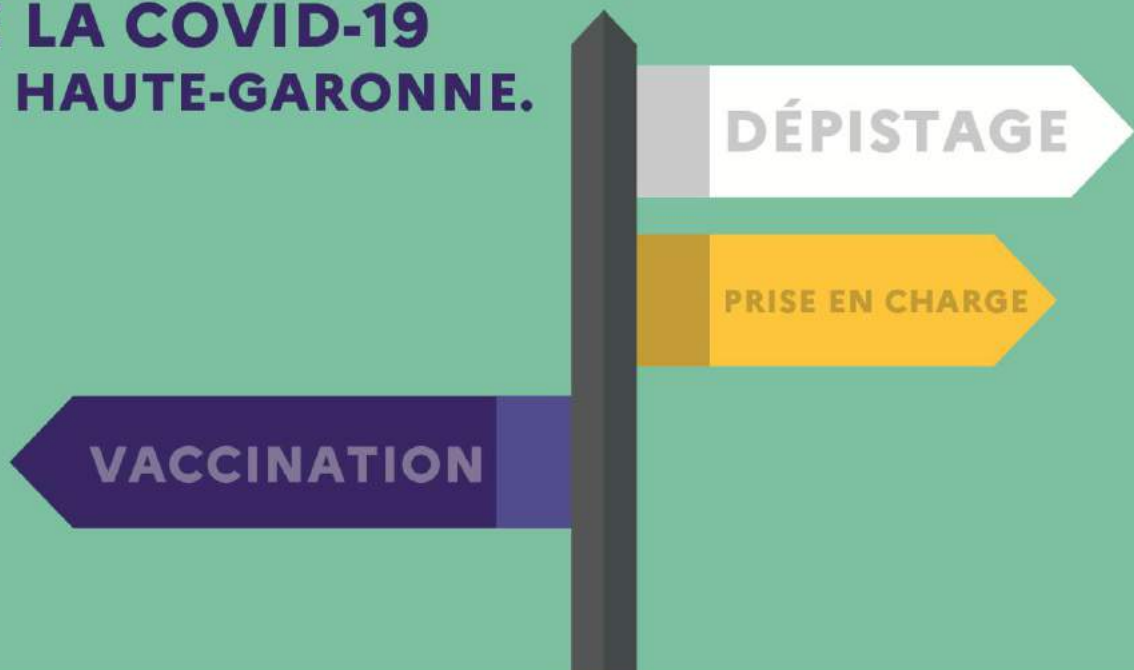 LA COVID-19
HAUTE-GARONNE.
DÉPISTAGE
PRISE EN CHARGE
VACCINATION